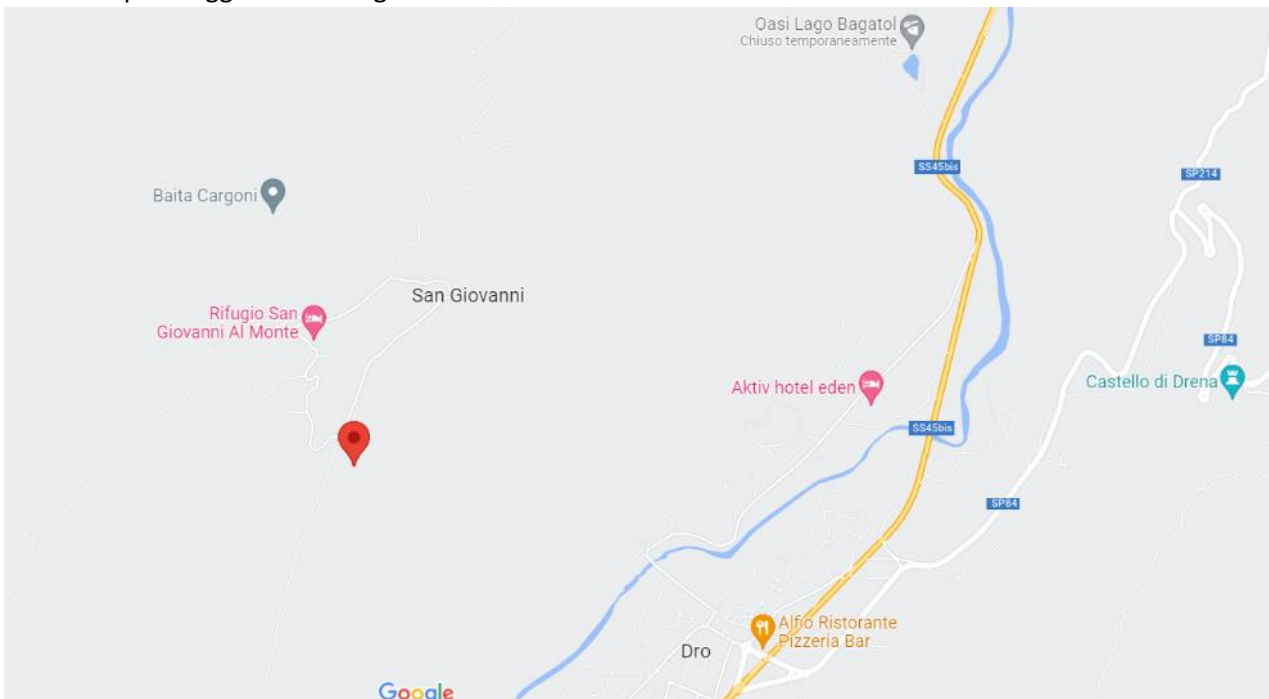 Oasi Lago Bagatol
Chiuso temporaneamente
SS45bis
SP214
Baita Cargoni
San Giovanni
Rifugio San
Giovanni Al Monte
SP84
Aktiv hotel eden
Castello di Drena
SS45bis
SP84
Alfio Ristorante
Pizzeria Bar
Dro
Google